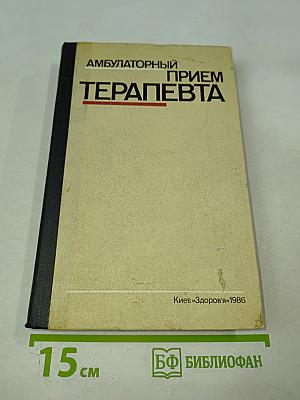 АМБУЛАТОРНЫЙ
ПРИЕМ
ТЕРАПЕВТА
Киев «Здоров'я» 1986
15 см
БФ БИБЛИОФАН